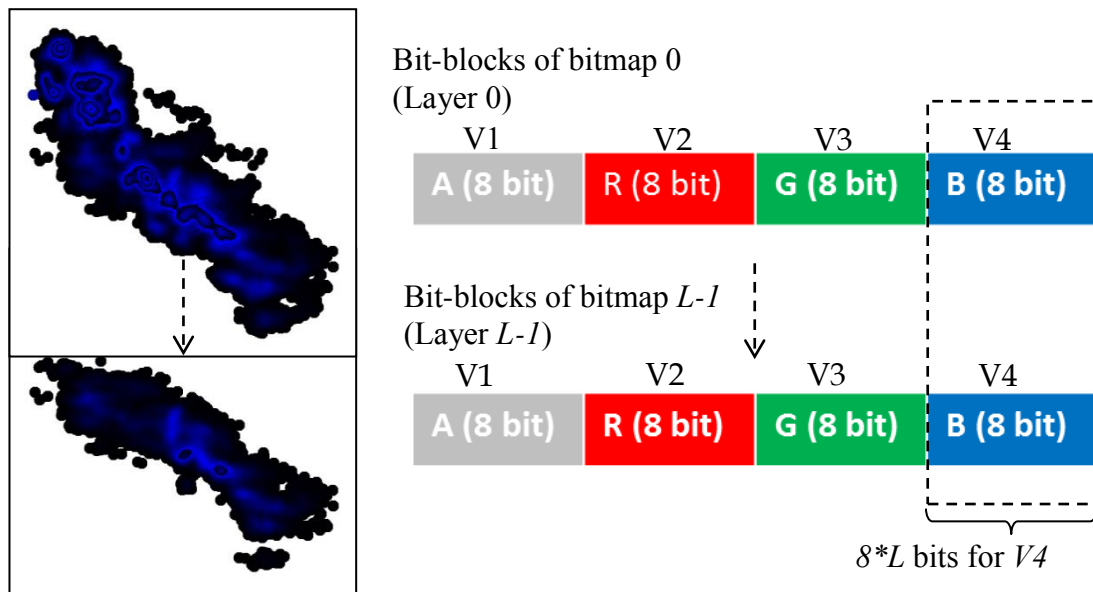 Bit-blocks of bitmap 0
(Layer 0)
V1 V2 V3 V4
A (8 bit) R (8 bit) G (8 bit) B (8 bit)
Bit-blocks of bitmap L-1
(Layer L-1)
V1 V2 V3 V4
A (8 bit) R (8 bit) G (8 bit) B (8 bit)
8*L bits for V4